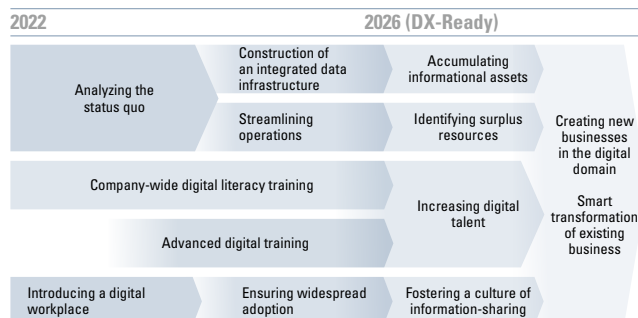 2022
2026 (DX-Ready)
Analyzing the
status quo
Construction of
an integrated data
infrastructure
Accumulating
informational assets
Streamlining
operations
Identifying surplus
resources
Creating new
businesses
in the digital
domain
Smart
transformation
of existing
business
Company-wide digital literacy training
Advanced digital training
Increasing digital
talent
Introducing a digital
workplace
Ensuring widespread
adoption
Fostering a culture of
information-sharing